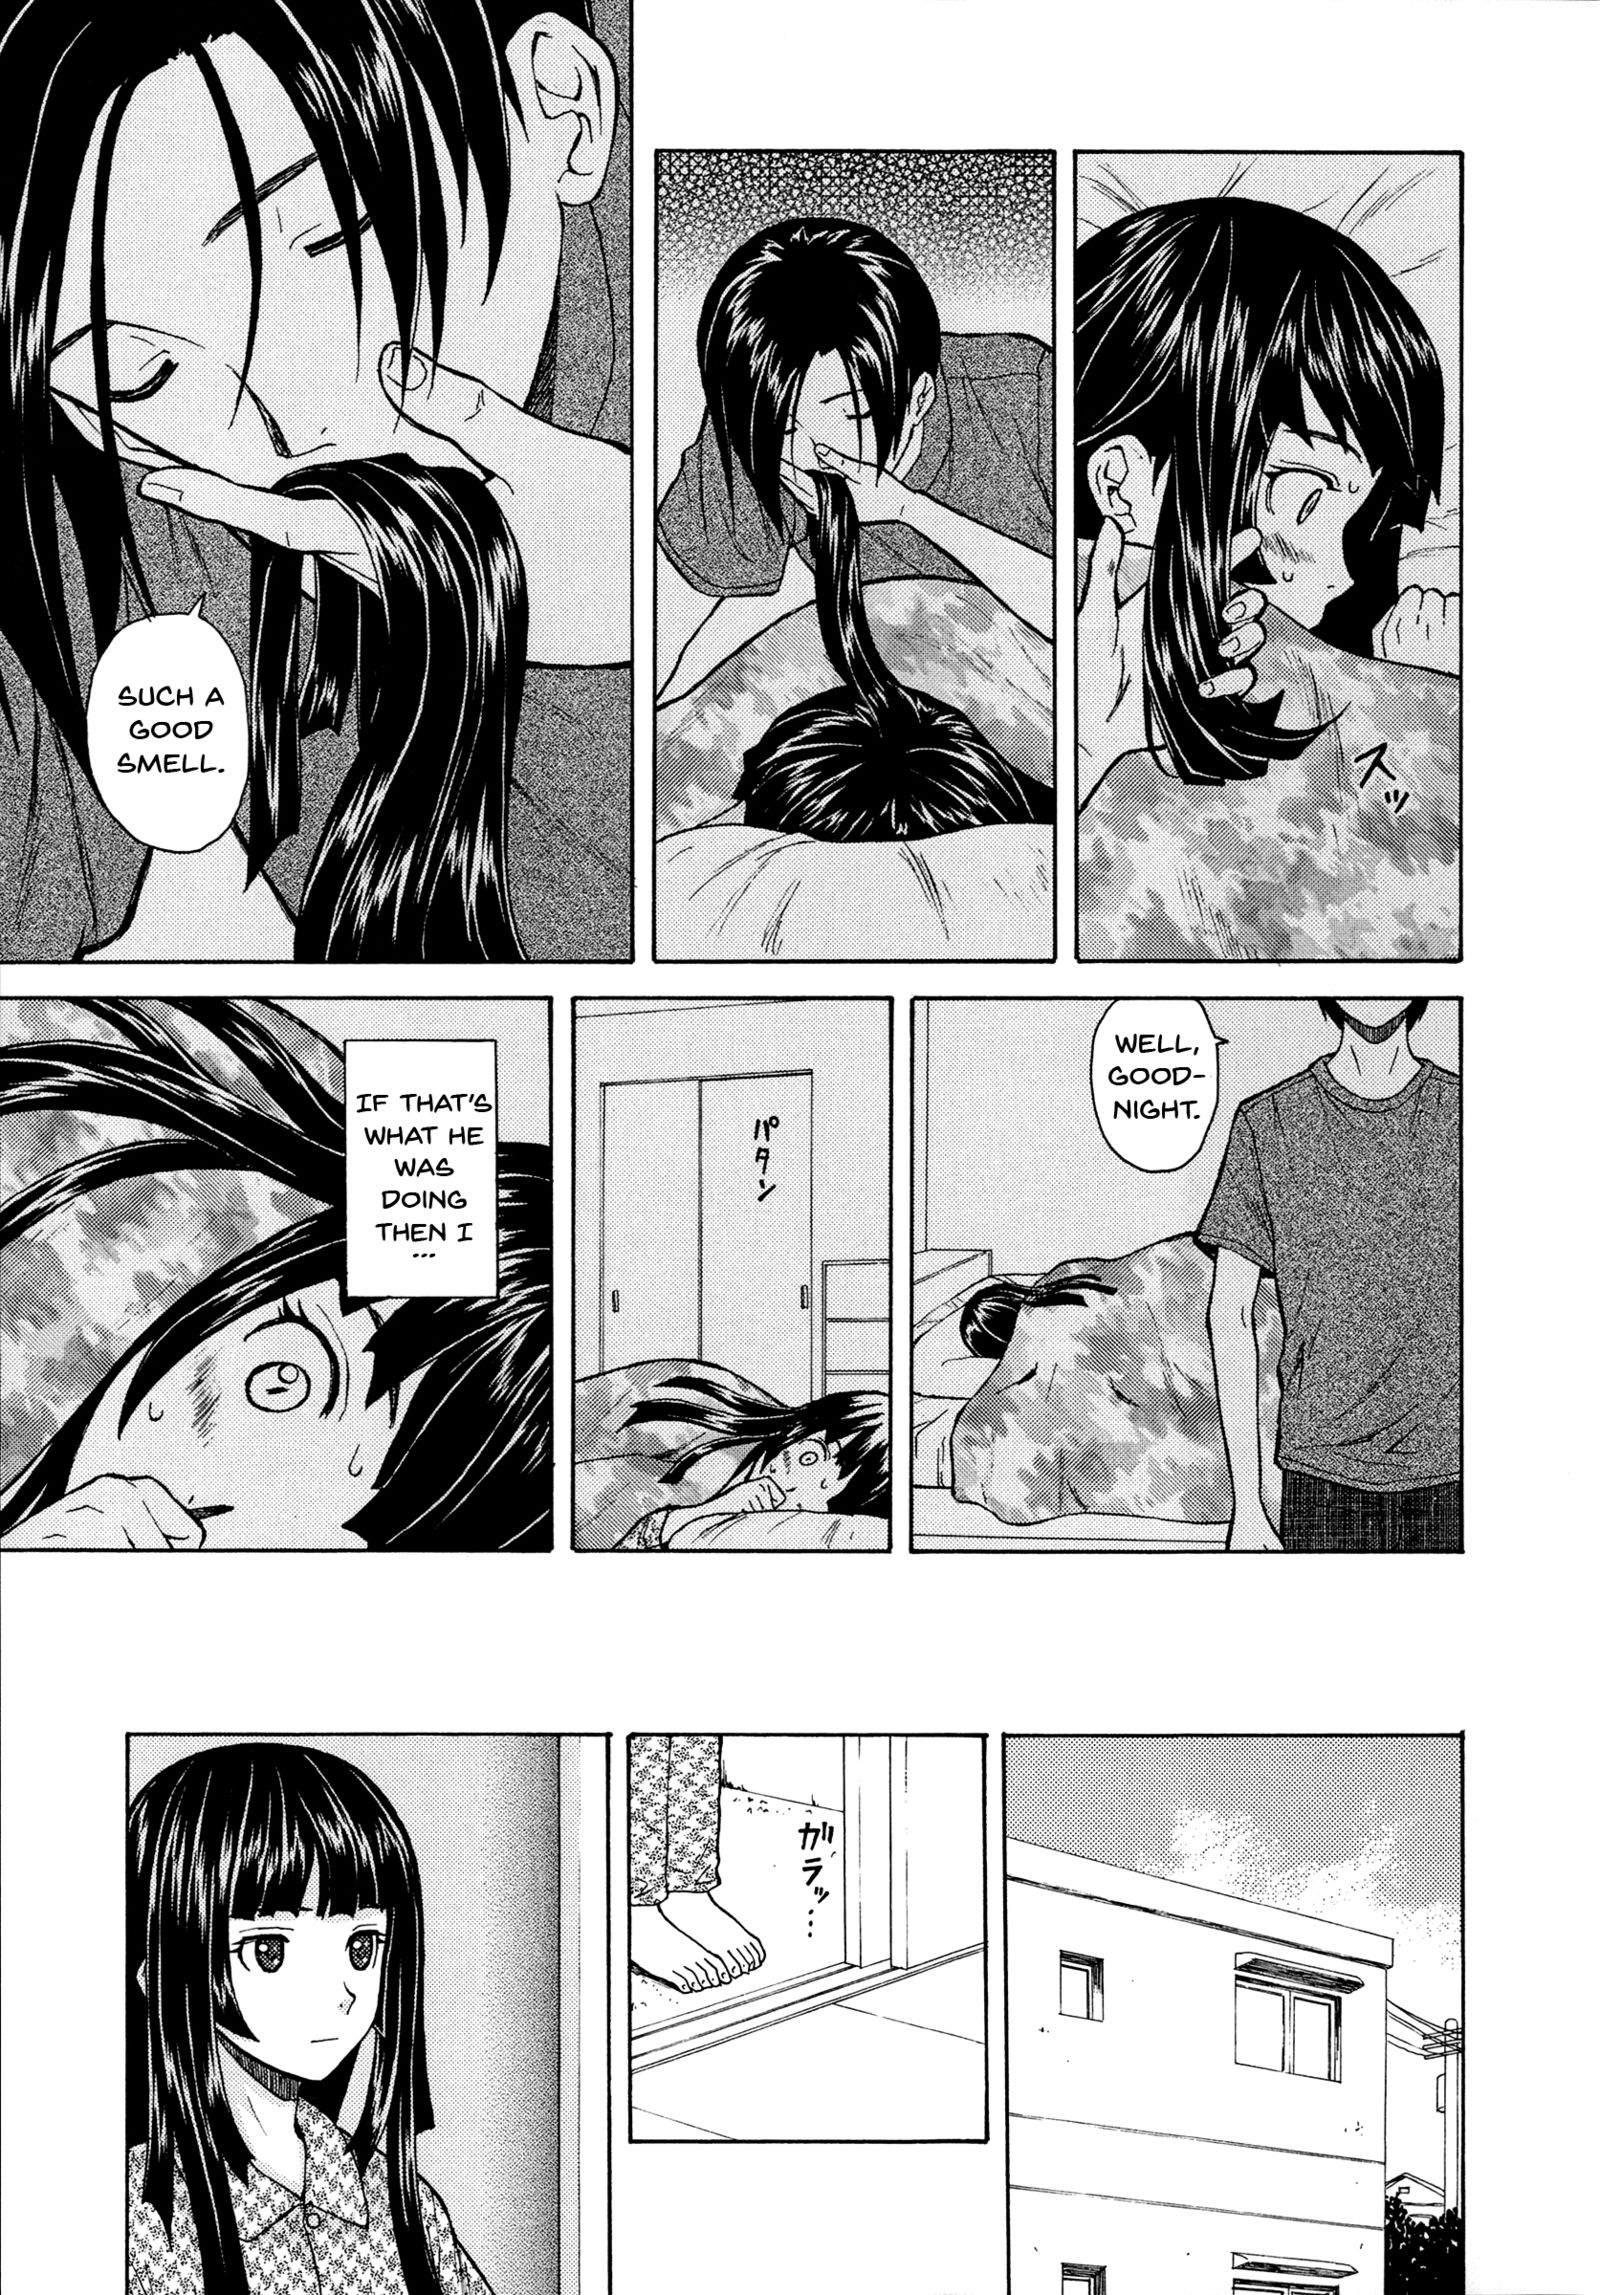 スッ
SUCH A
GOOD
SMELL.
WELL,
GOOD-
NIGHT.
パタン
IF THAT'S
WHAT HE
WAS
DOING
THEN I
...
ガラッ...